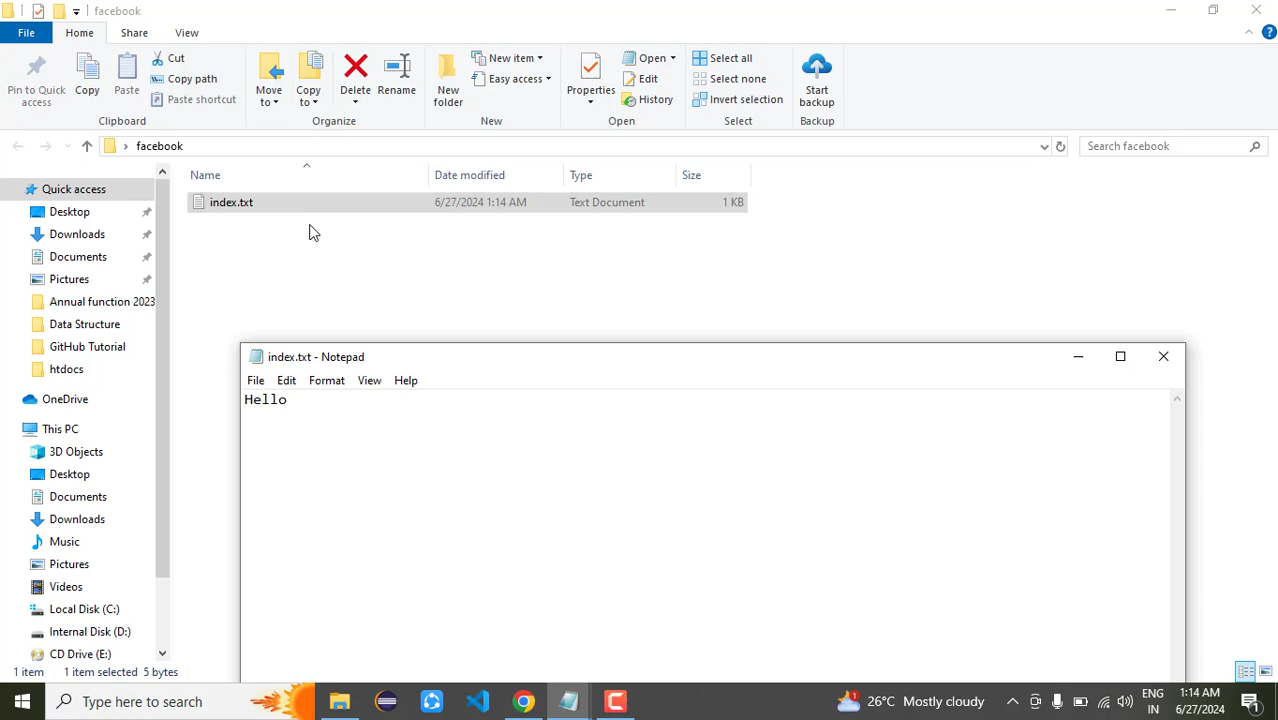 facebook
File Home Share View
Pin to Quick access
Copy
Paste
Cut
Copy path
Paste shortcut
Clipboard
Move to
Copy to
Delete
Rename
Organize
New folder
New item
Easy access
New
Properties
Open
Edit
History
Open
Select all
Select none
Invert selection
Select
Start backup
Backup
facebook
Search facebook
Name Date modified Type Size
index.txt 6/27/2024 1:14 AM Text Document 1 KB
Quick access
Desktop
Downloads
Documents
Pictures
Annual function 2023
Data Structure
GitHub Tutorial
htdocs
OneDrive
This PC
3D Objects
Desktop
Documents
Downloads
Music
Pictures
Videos
Local Disk (C:)
Internal Disk (D:)
CD Drive (E:)
1 item 1 item selected 5 bytes
index.txt - Notepad
File Edit Format View Help
Hello
Type here to search
1
26°C Mostly cloudy
ENG
IN
1:14 AM
6/27/2024
1